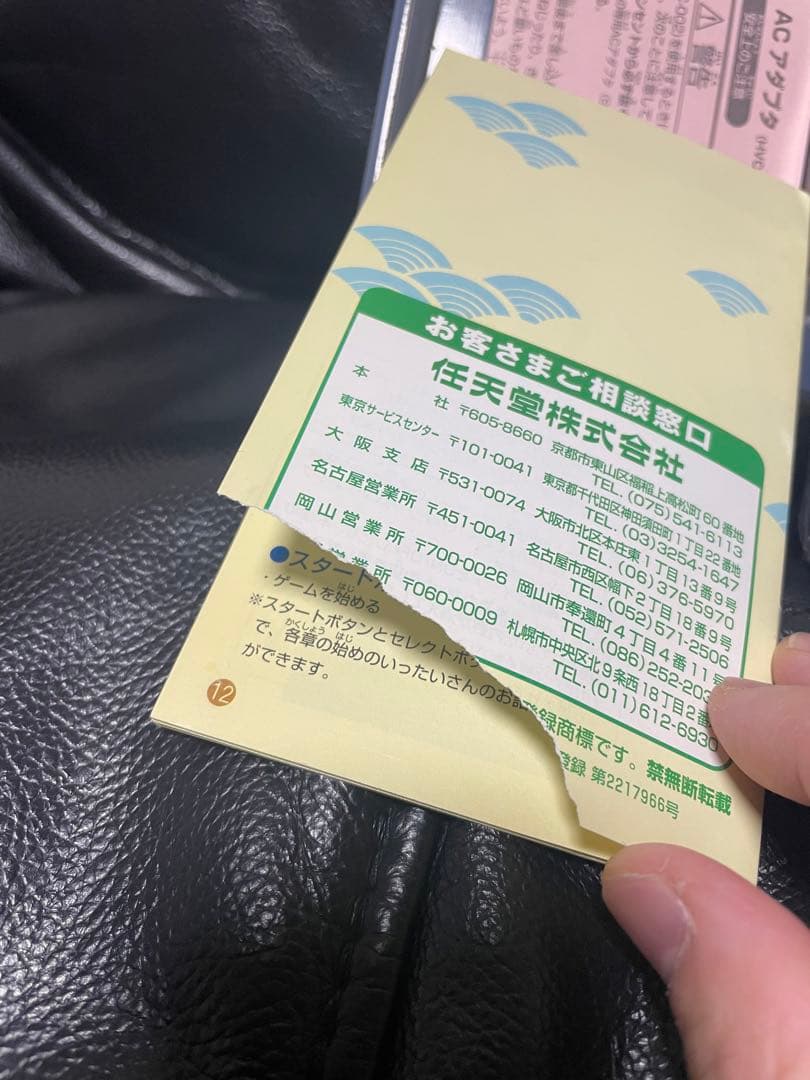 ACアダプタ
安全上のご注意
警告
お客さまご相談窓口
任天堂株式会社
本社 〒605-8660 京都市東山区福稲上高松町60番地
TEL. (075) 541-6113
東京サービスセンター 〒101-0041 東京都千代田区神田須田町1丁目22番地
TEL. (03) 3254-1647
大阪支店 〒531-0074 大阪市北区本庄東1丁目13番9号
TEL. (06) 376-5970
名古屋営業所 〒451-0041 名古屋市西区幅下2丁目18番9号
TEL. (052) 571-2506
岡山営業所 〒700-0026 岡山市奉還町4丁目4番11号
TEL. (086) 252-203
営業所 〒060-0009 札幌市中央区北9条西18丁目2番
TEL. (011) 612-6930
録商標です。禁無断転載
登録 第2217966号
●スタート
・ゲームを始める
※スタートボタンとセレクトボタ
で、各章の始めのいったいさんのお話
ができます。
12